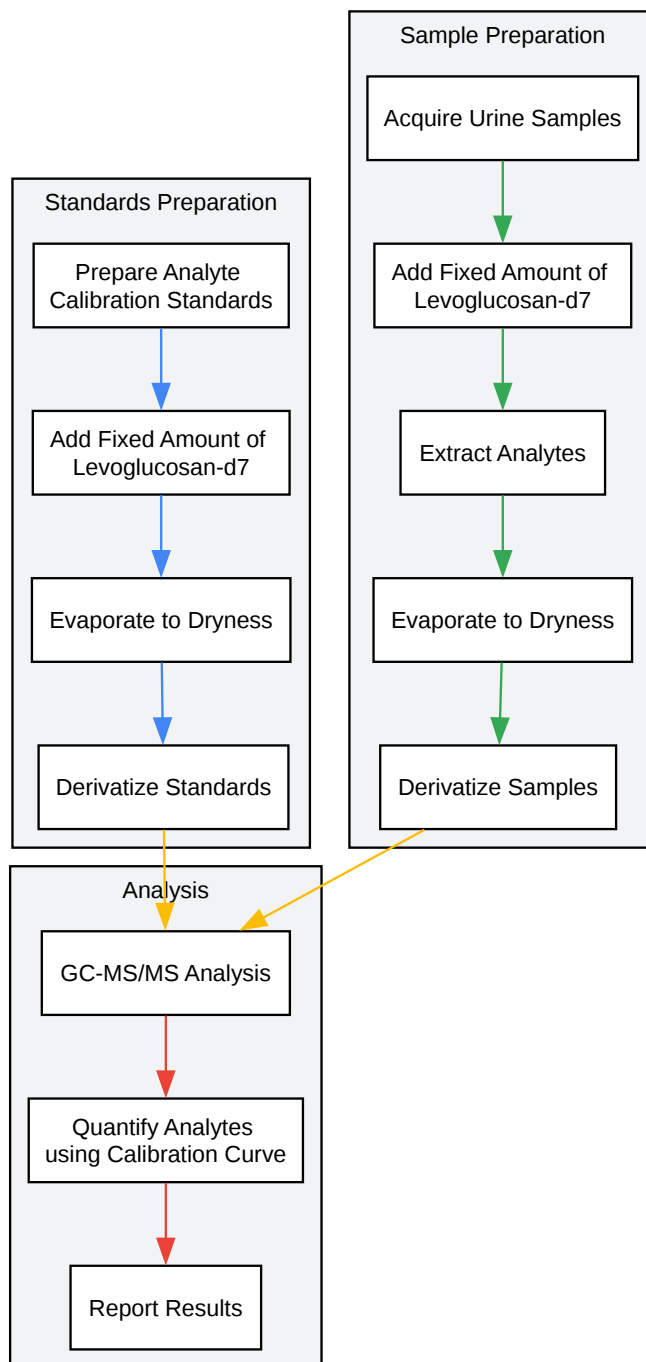 Sample Preparation
Acquire Urine Samples
Add Fixed Amount of
Levoglucosan-d7
Extract Analytes
Evaporate to Dryness
Derivatize Samples
Standards Preparation
Prepare Analyte
Calibration Standards
Add Fixed Amount of
Levoglucosan-d7
Evaporate to Dryness
Derivatize Standards
Analysis
GC-MS/MS Analysis
Quantify Analytes
using Calibration Curve
Report Results